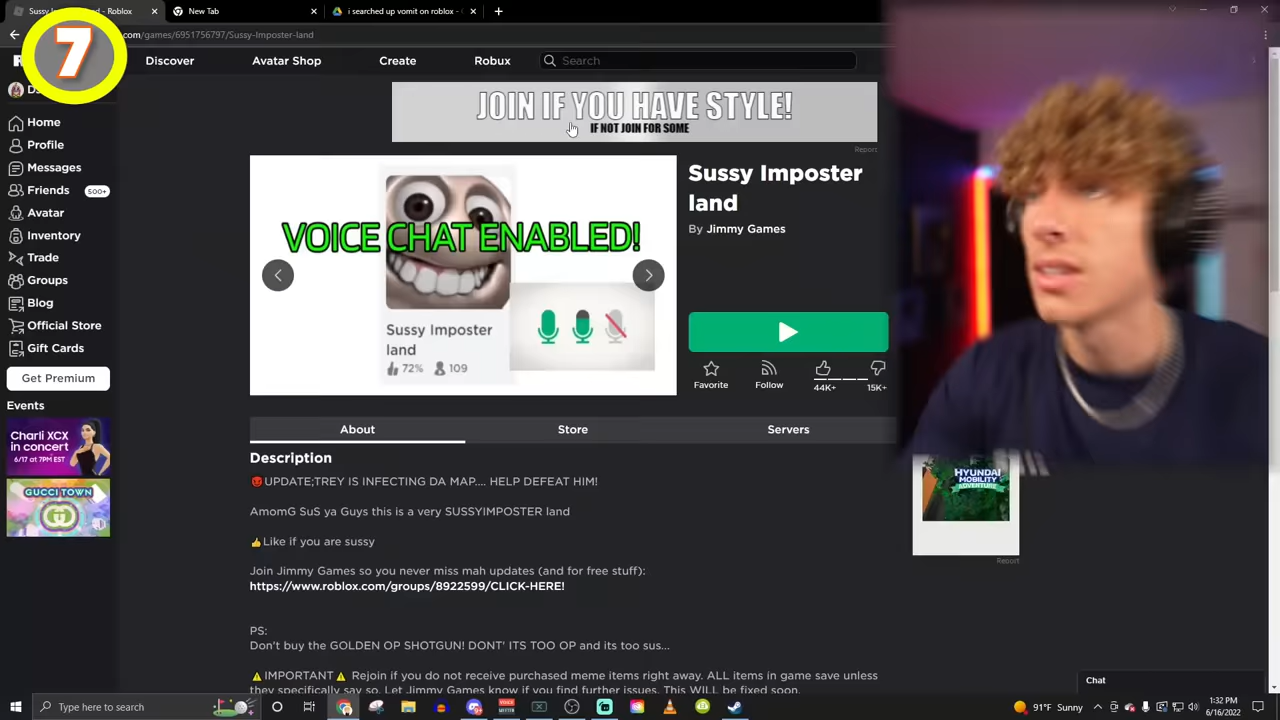 7
New Tab
i searched up vomit on roblox -
.com/games/6951756797/Sussy-Imposter-land
Discover
Avatar Shop
Create
Robux
Search
JOIN IF YOU HAVE STYLE!
IF NOT JOIN FOR SOME
Report
Home
Profile
Messages
Friends
500+
Avatar
Inventory
Trade
Groups
Blog
Official Store
Gift Cards
Get Premium
Events
Charli XCX
in concert
6/17 at 7PM EST
GUCCI TOWN
VOICE CHAT ENABLED!
Sussy Imposter
land
72% 109
Sussy Imposter
land
By Jimmy Games
Favorite
Follow
44K+
15K+
About
Store
Servers
Description
UPDATE;TREY IS INFECTING DA MAP.... HELP DEFEAT HIM!
AmomG SuS ya Guys this is a very SUSSYIMPOSTER land
👍Like if you are sussy
Join Jimmy Games so you never miss mah updates (and for free stuff):
https://www.roblox.com/groups/8922599/CLICK-HERE!
PS:
Don't buy the GOLDEN OP SHOTGUN! DONT' ITS TOO OP and its too sus...
⚠IMPORTANT⚠ Rejoin if you do not receive purchased meme items right away. ALL items in game save unless
they specifically say so. Let Jimmy Games know if you find further issues. This WILL be fixed soon.
HYUNDAI
MOBILITY
ADVENTURE
Report
Chat
Type here to search
91°F Sunny
1:32 PM
6/16/2022